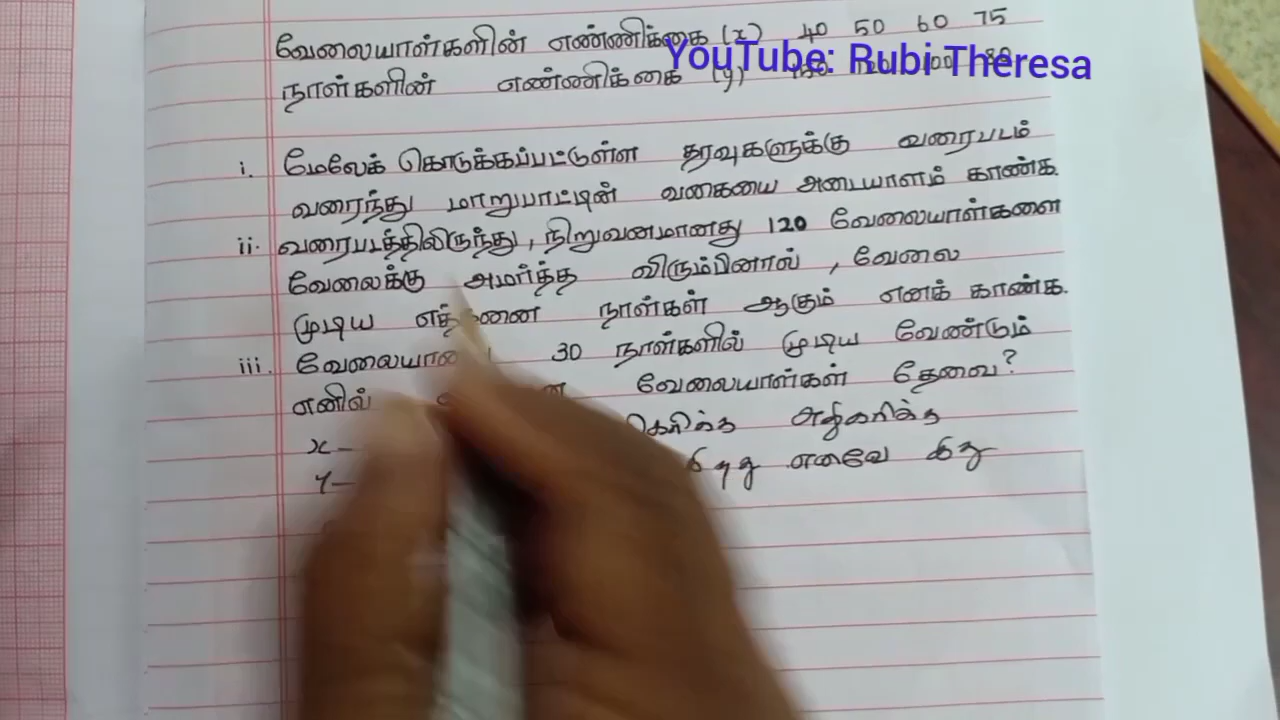 வேலையாள்களின் எண்ணிக்கை (x) 40 50 60 75
YouTube: Rubi Theresa
நாள்களின் எண்ணிக்கை (y)
i. மேலேக் கொடுக்கப்பட்டுள்ள தரவுகளுக்கு வரைபடம்
வரைந்து மாறுபாட்டின் வகையை அடையாளம் காண்க.
ii. வரைபடத்திலிருந்து, நிறுவனமானது 120 வேலையாள்களை
வேலைக்கு அமர்த்த விரும்பினால், வேலை
முடிய நாள்கள் ஆகும் எனக் காண்க.
iii. 30 நாள்களில் முடிய வேண்டும்
எனில் வேலையாள்கள் தேவை?
x - அதிகரிக்க
y - எனவே இது